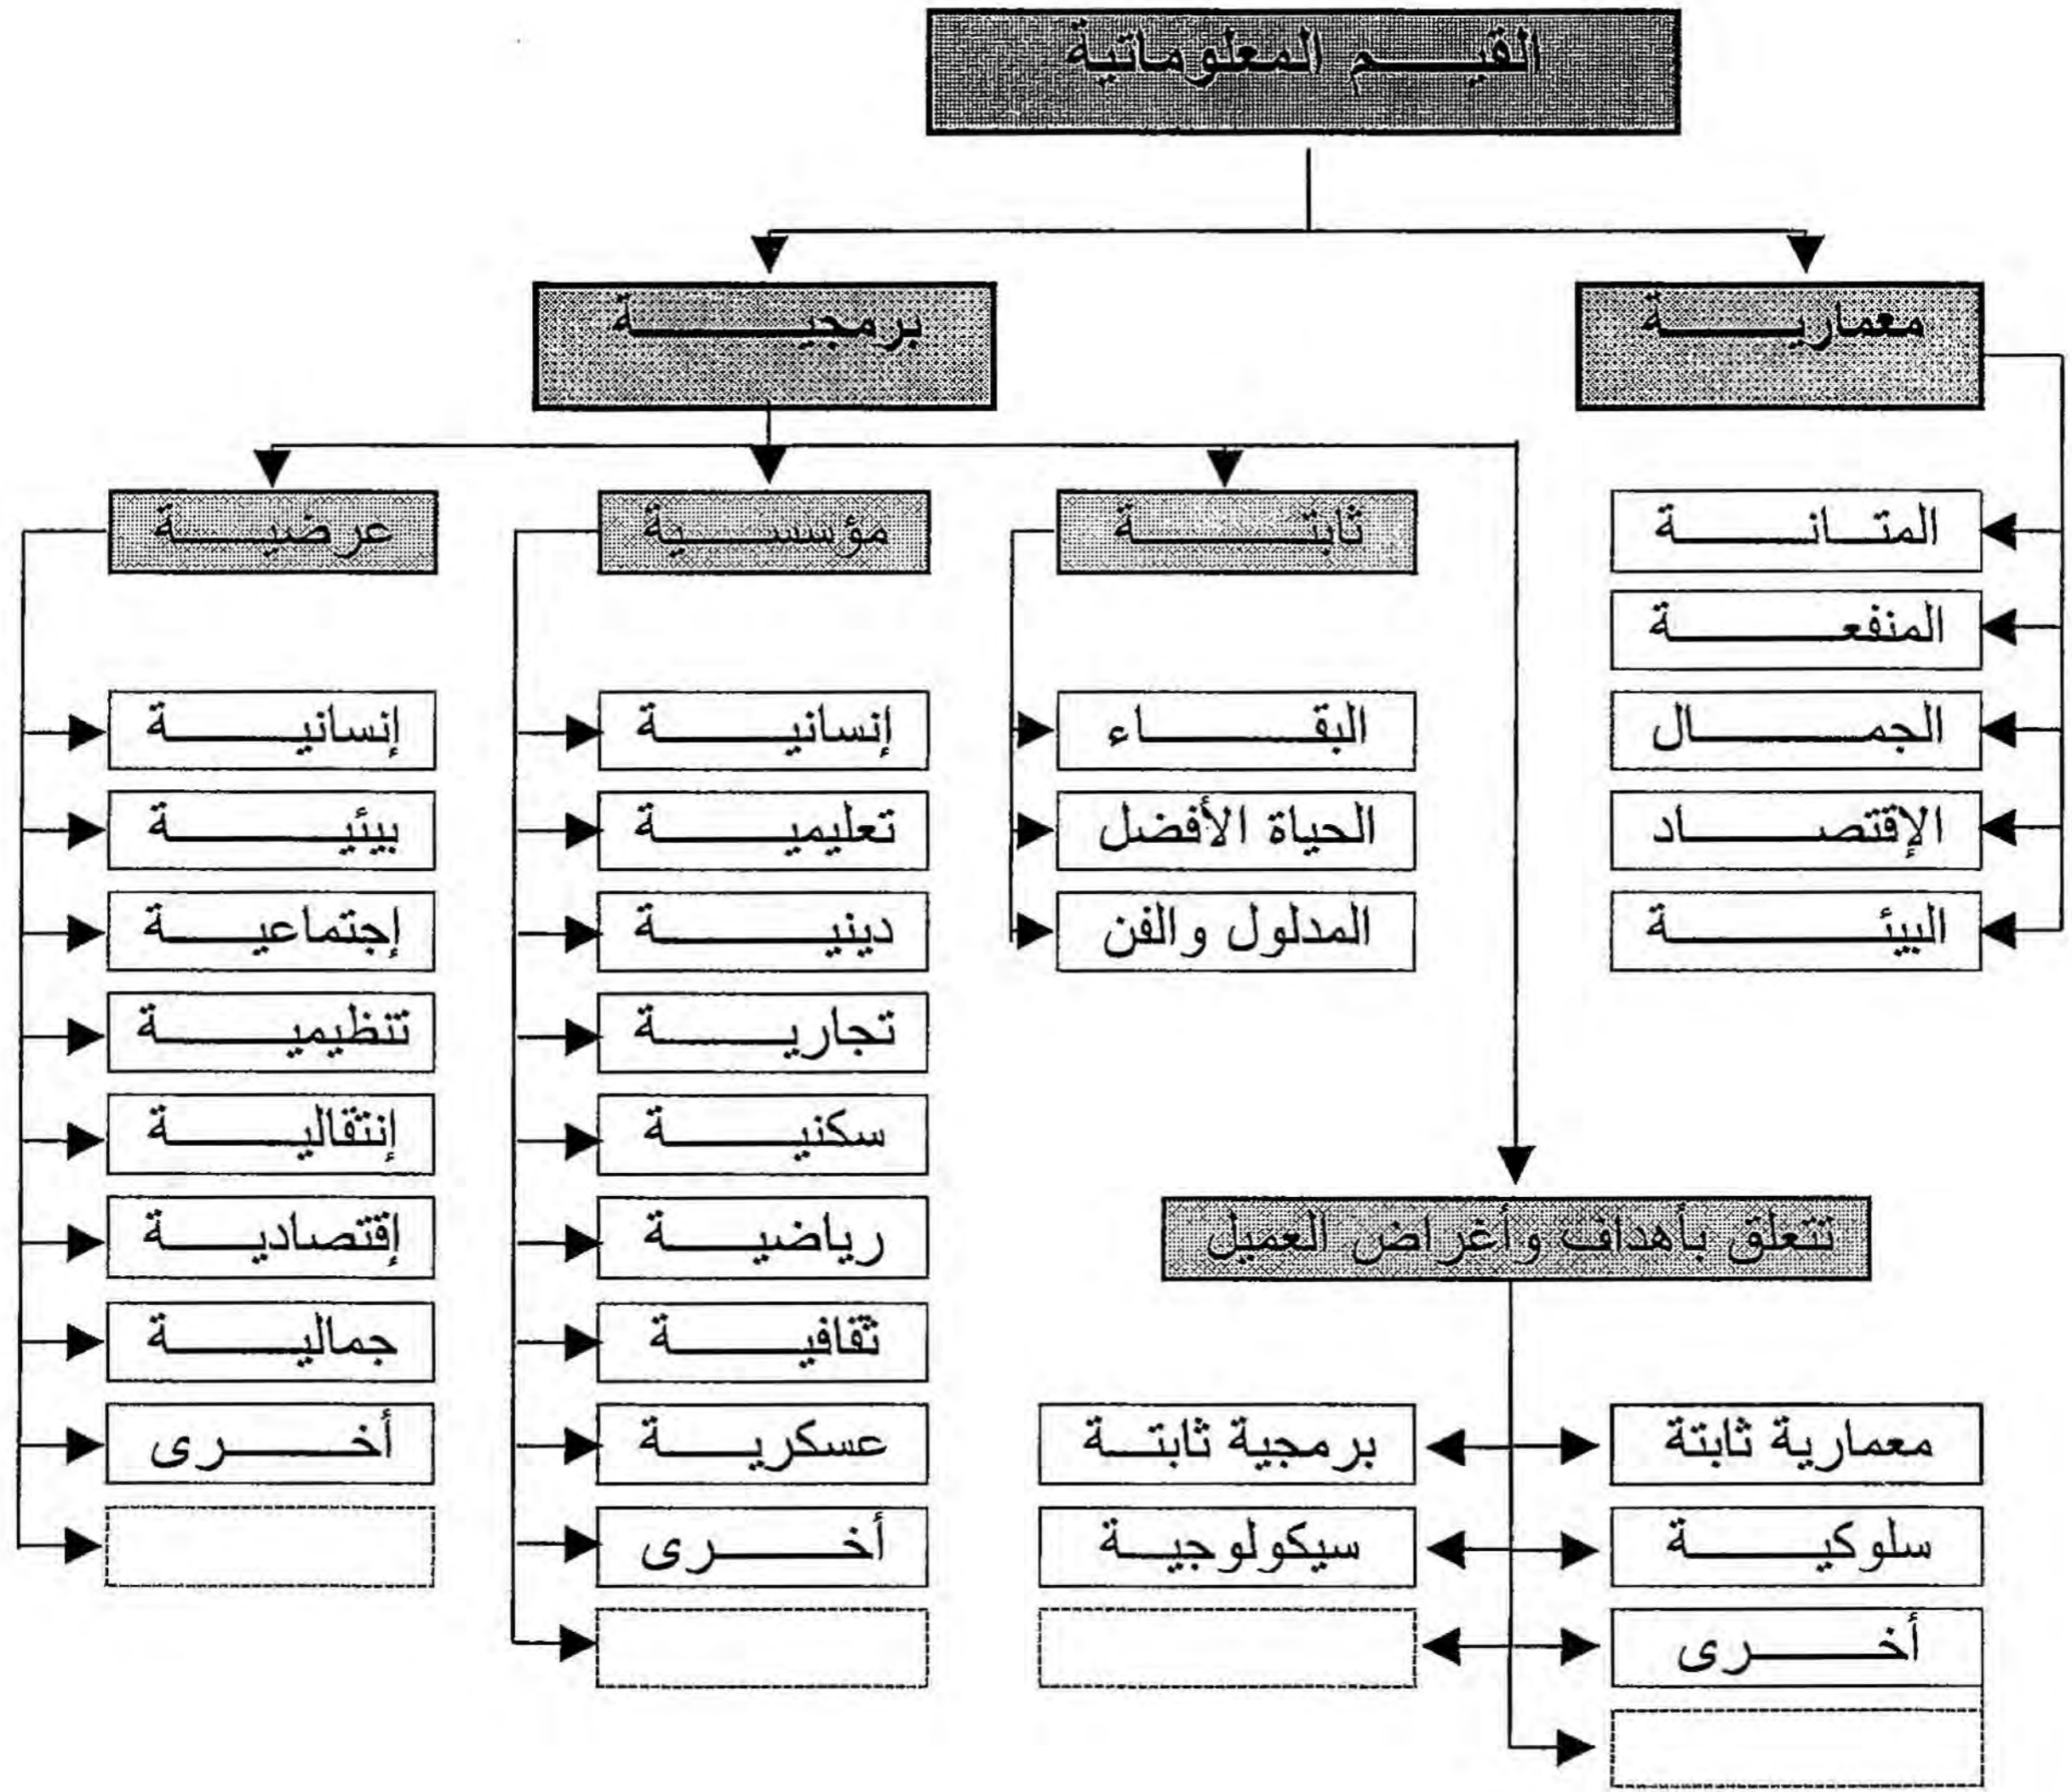 القيم المعلوماتية
معمارية
برمجية
المتانة
المنفعة
الجمال
الإقتصاد
البيئة
ثابتة
البقاء
الحياة الأفضل
المدلول والفن
مؤسسية
إنسانية
تعليمية
دينية
تجارية
سكنية
رياضية
ثقافية
عسكرية
أخرى
عرضية
إنسانية
بيئية
إجتماعية
تنظيمية
إنتقالية
إقتصادية
جمالية
أخرى
تتعلق بأهداف وأغراض العميل
معمارية ثابتة
برمجية ثابتة
سلوكية
سيكولوجية
أخرى